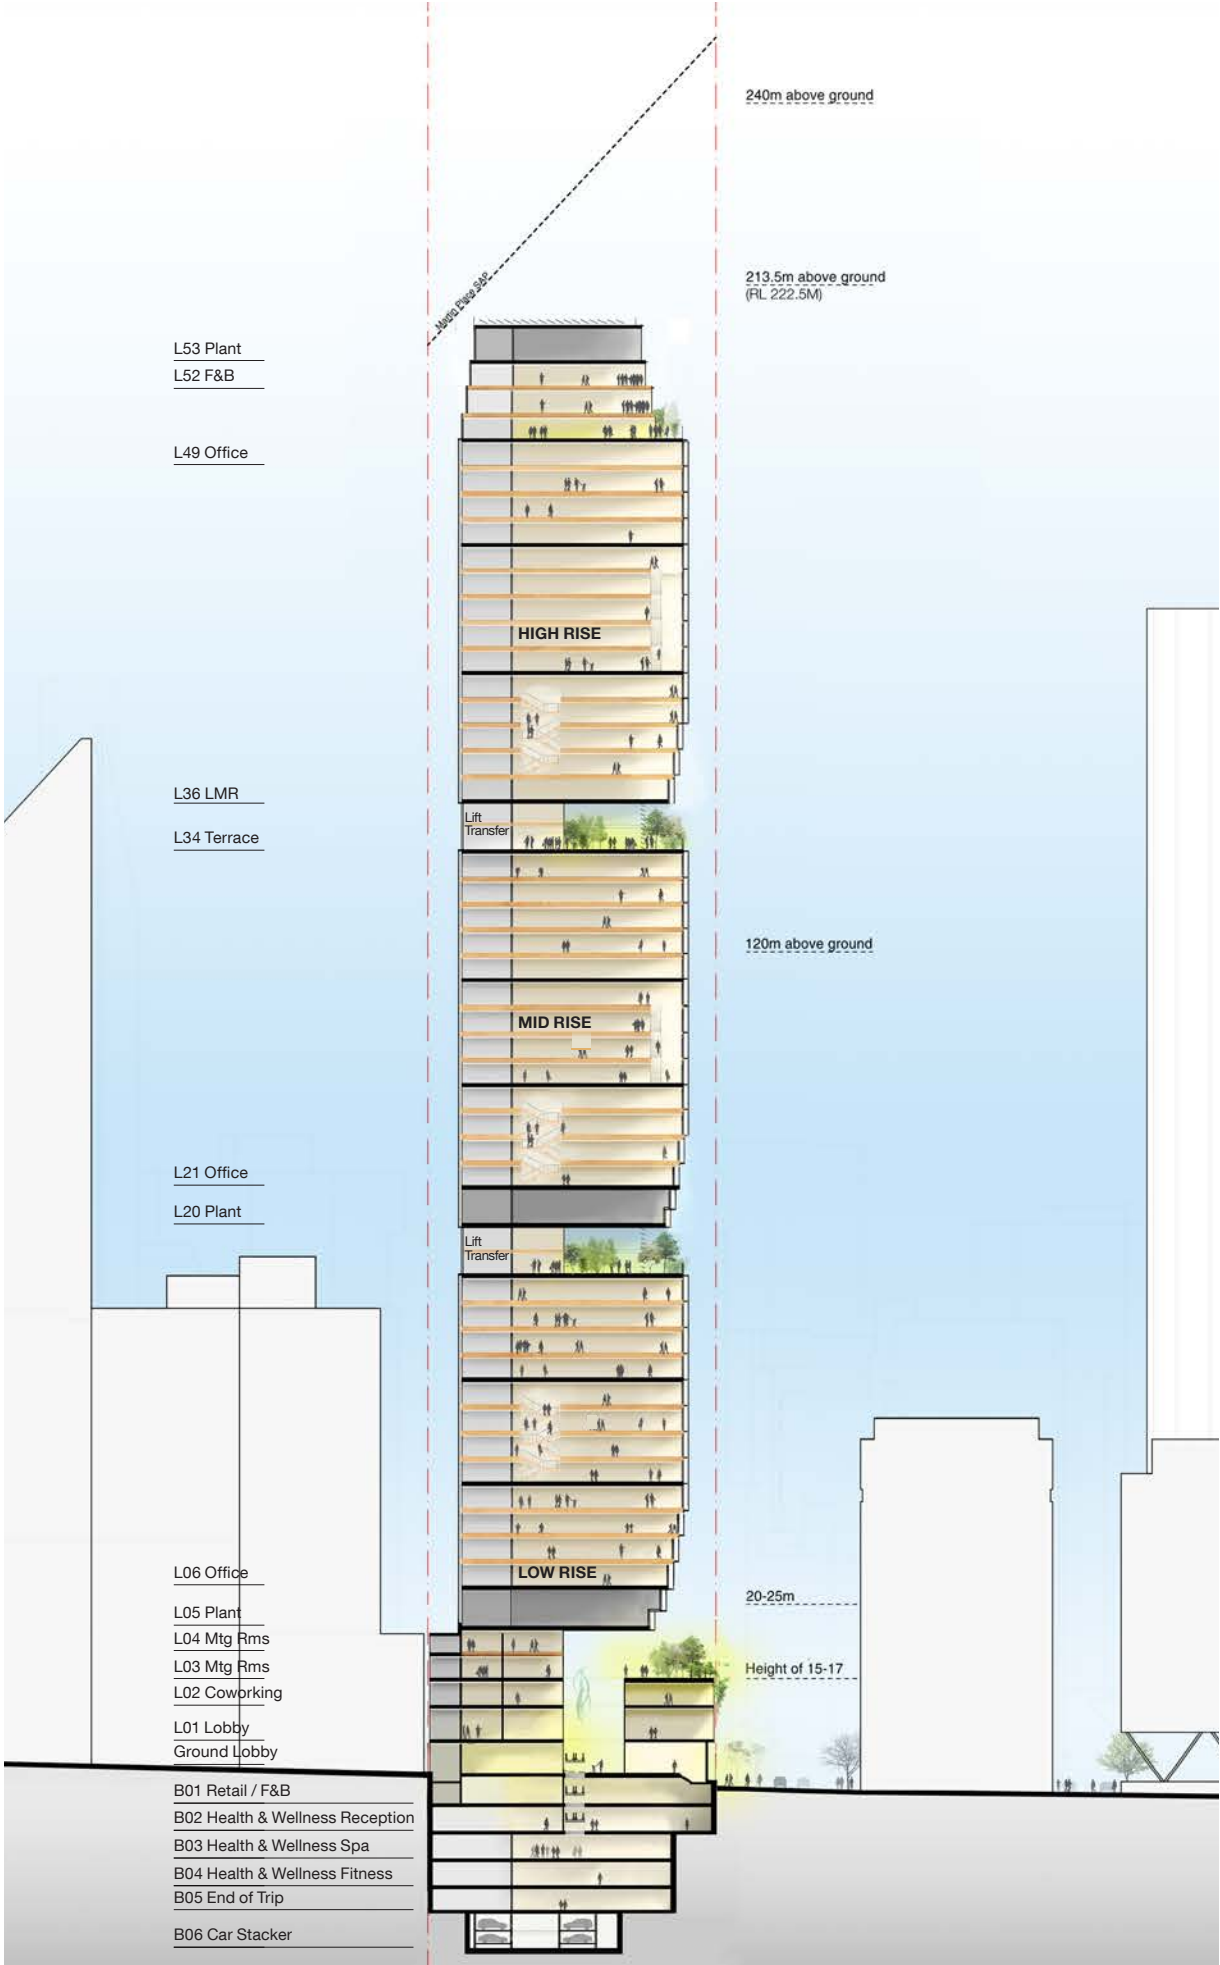 240m above ground
213.5m above ground
(RL 222.5M)
Martin Place SAP
L53 Plant
L52 F&B
L49 Office
HIGH RISE
L36 LMR
Lift
Transfer
L34 Terrace
120m above ground
MID RISE
L21 Office
L20 Plant
Lift
Transfer
L06 Office
LOW RISE
20-25m
L05 Plant
L04 Mtg Rms
L03 Mtg Rms
Height of 15-17
L02 Coworking
L01 Lobby
Ground Lobby
B01 Retail / F&B
B02 Health & Wellness Reception
B03 Health & Wellness Spa
B04 Health & Wellness Fitness
B05 End of Trip
B06 Car Stacker